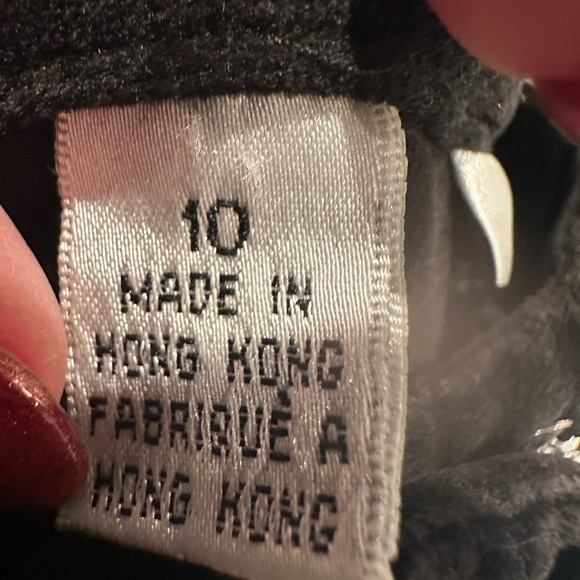 10
MADE IN
HONG KONG
FABRIQUÉ A
HONG KONG